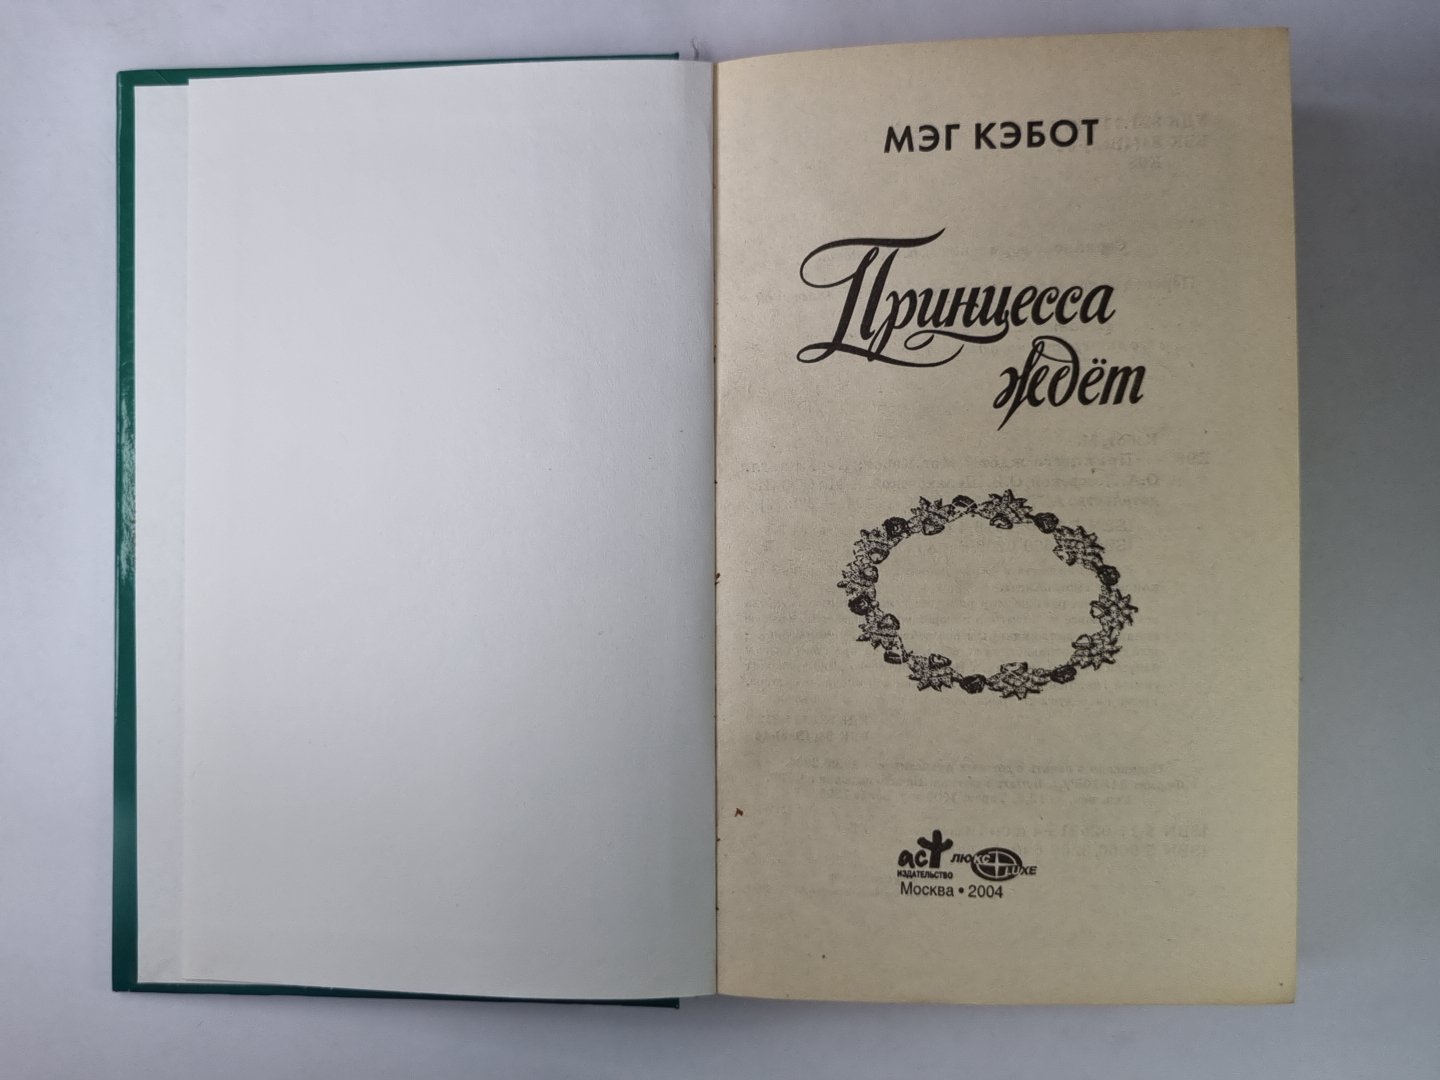 МЭГ КЭБОТ
Принцесса
ждёт
аст люкс
ИЗДАТЕЛЬСТВО LUXE
Москва • 2004